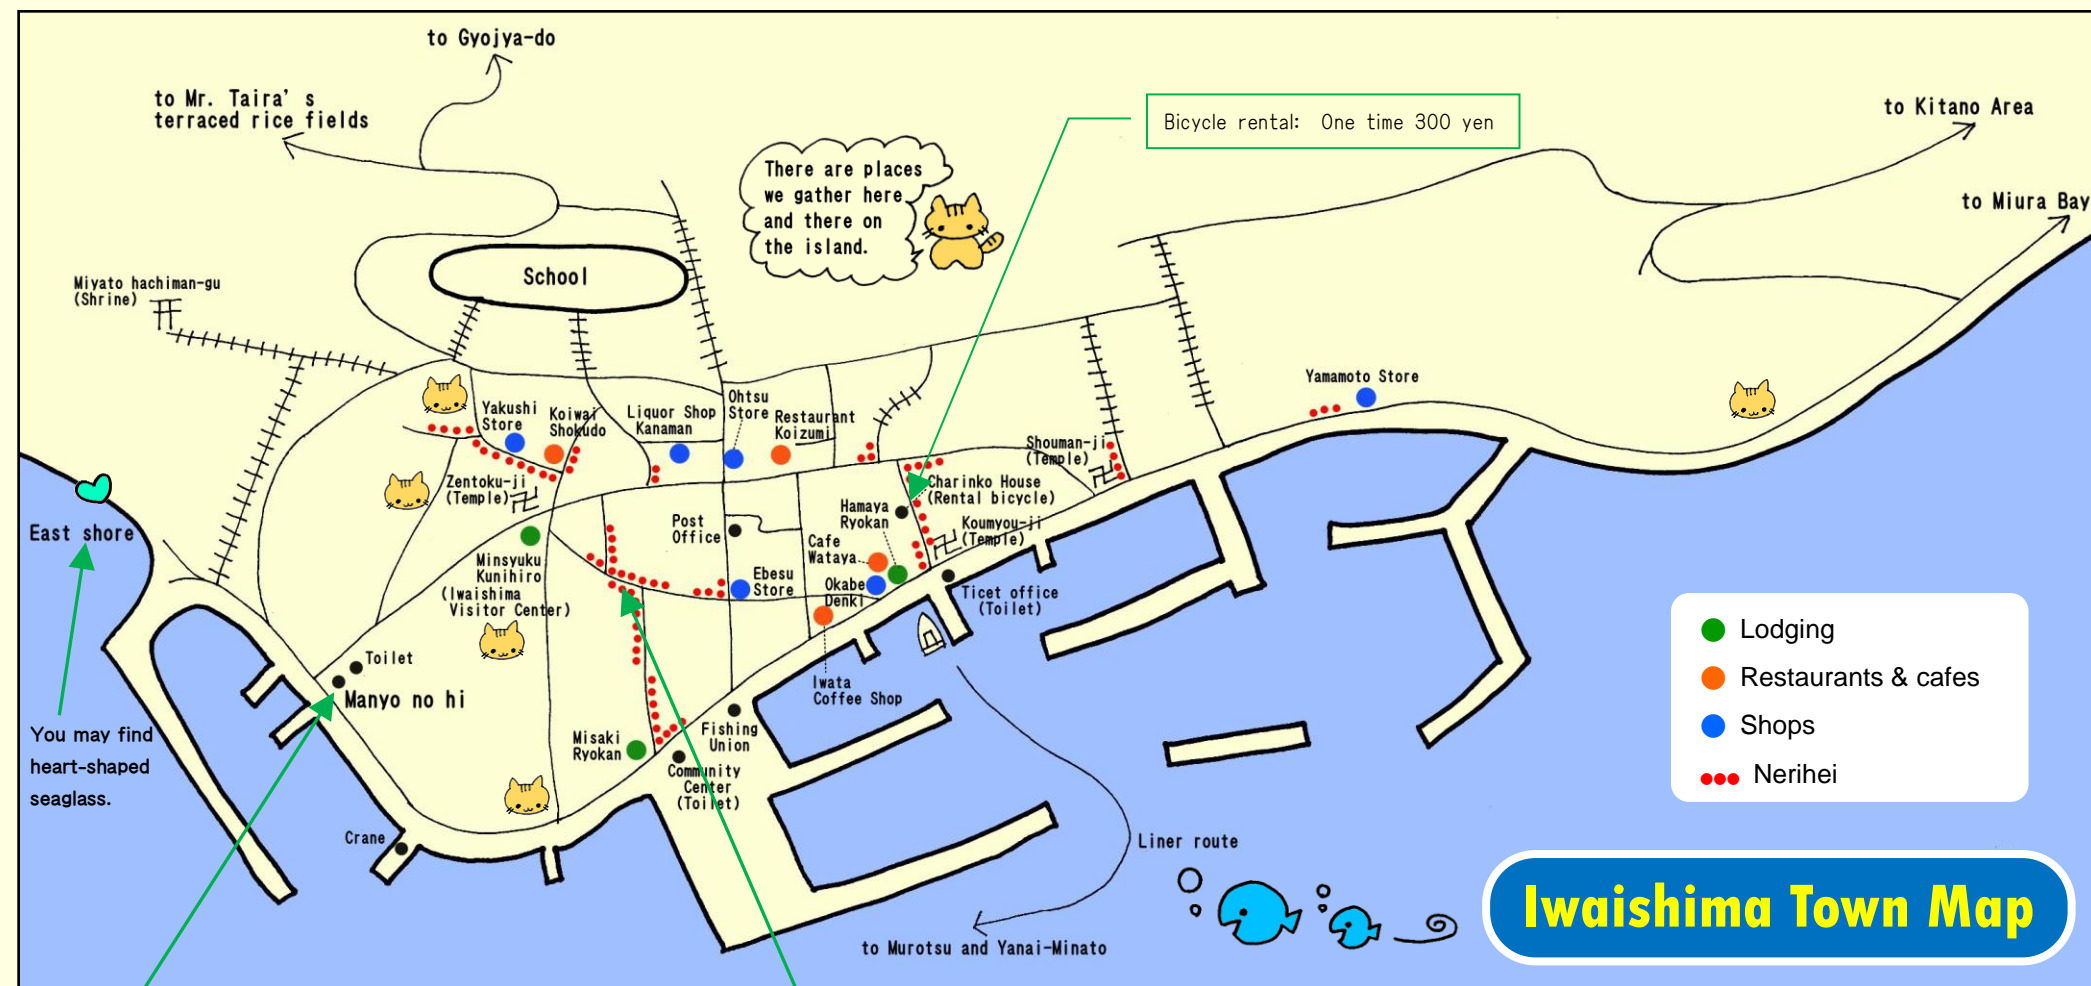 to Gyojya-do
to Mr. Taira's
terraced rice fields
Bicycle rental: One time 300 yen
to Kitano Area
to Miura Bay
There are places
we gather here
and there on
the island.
School
Miyato hachiman-gu
(Shrine)
Yamamoto Store
Yakushi
Store
Koiwai
Shokudo
Liquor Shop
Kanaman
Ohtsu
Store
Restaurant
Koizumi
Shouman-ji
(Temple)
Zentoku-ji
(Temple)
Charinko House
(Rental bicycle)
Hamaya
Ryokan
Koumyou-ji
(Temple)
Post
Office
Cafe
Wataya
East shore
Minsyuku
Kunihiro
(Iwaishima
Visitor Center)
Ebesu
Store
Okabe
Denki
Ticet office
(Toilet)
Toilet
Manyo no hi
Iwata
Coffee Shop
You may find
heart-shaped
seaglass.
Misaki
Ryokan
Fishing
Union
Community
Center
(Toilet)
Crane
Liner route
to Murotsu and Yanai-Minato
Lodging
Restaurants & cafes
Shops
Nerihei
Iwaishima Town Map